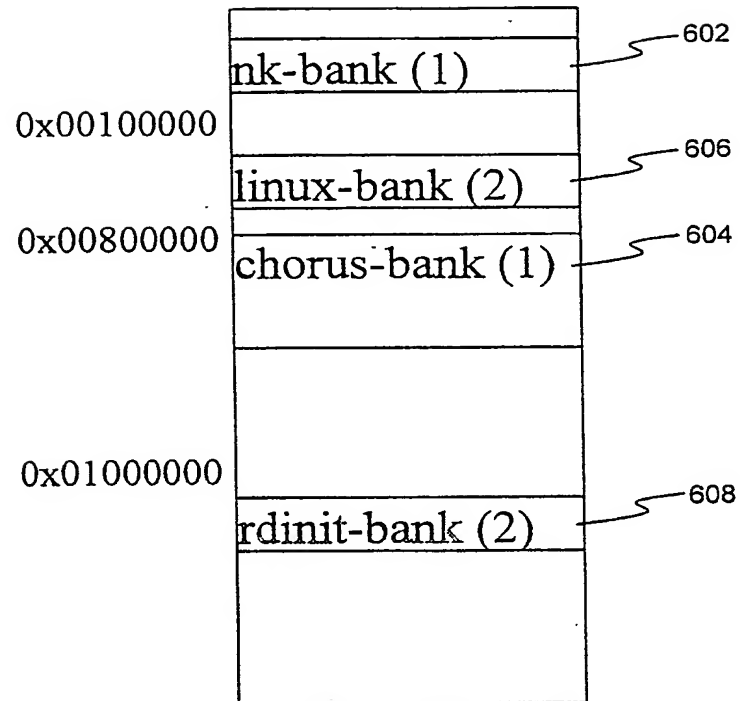 602
nk-bank (1)
0x00100000
606
linux-bank (2)
0x00800000
604
chorus-bank (1)
0x01000000
608
rdinit-bank (2)